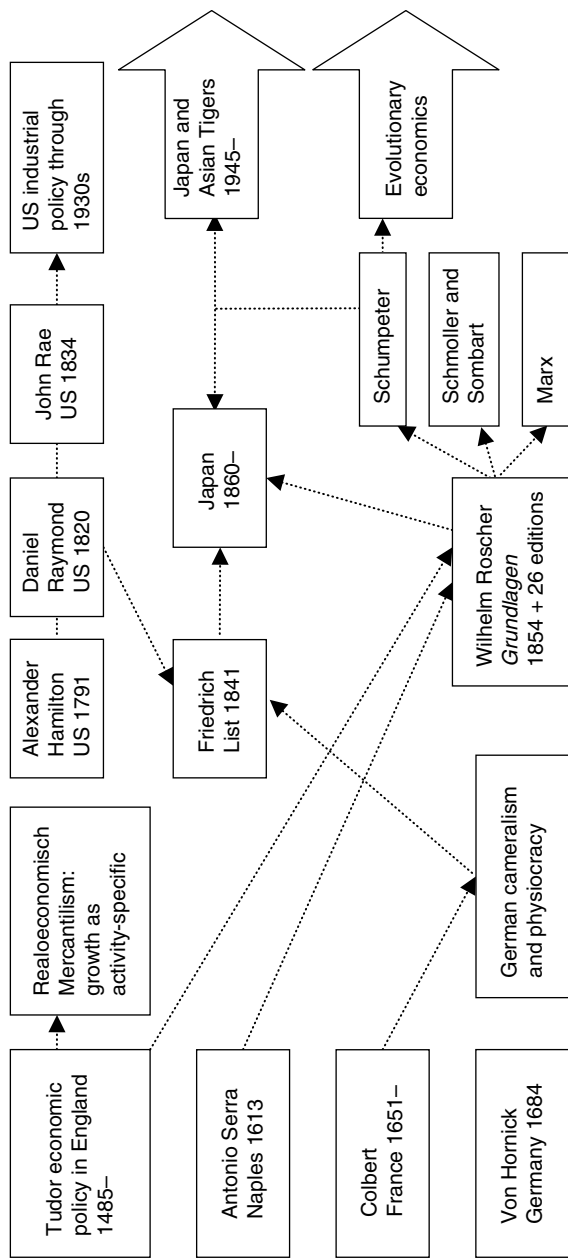 Tudor economic
policy in England
1485–
Realoeconomisch
Mercantilism:
growth as
activity-specific
Alexander
Hamilton
US 1791
Daniel
Raymond
US 1820
John Rae
US 1834
US industrial
policy through
1930s
Antonio Serra
Naples 1613
Friedrich
List 1841
Japan
1860–
Japan and
Asian Tigers
1945–
Colbert
France 1651–
Schumpeter
Evolutionary
economics
Von Hornick
Germany 1684
German cameralism
and physiocracy
Wilhelm Roscher
Grundlagen
1854 + 26 editions
Schmoller and
Sombart
Marx